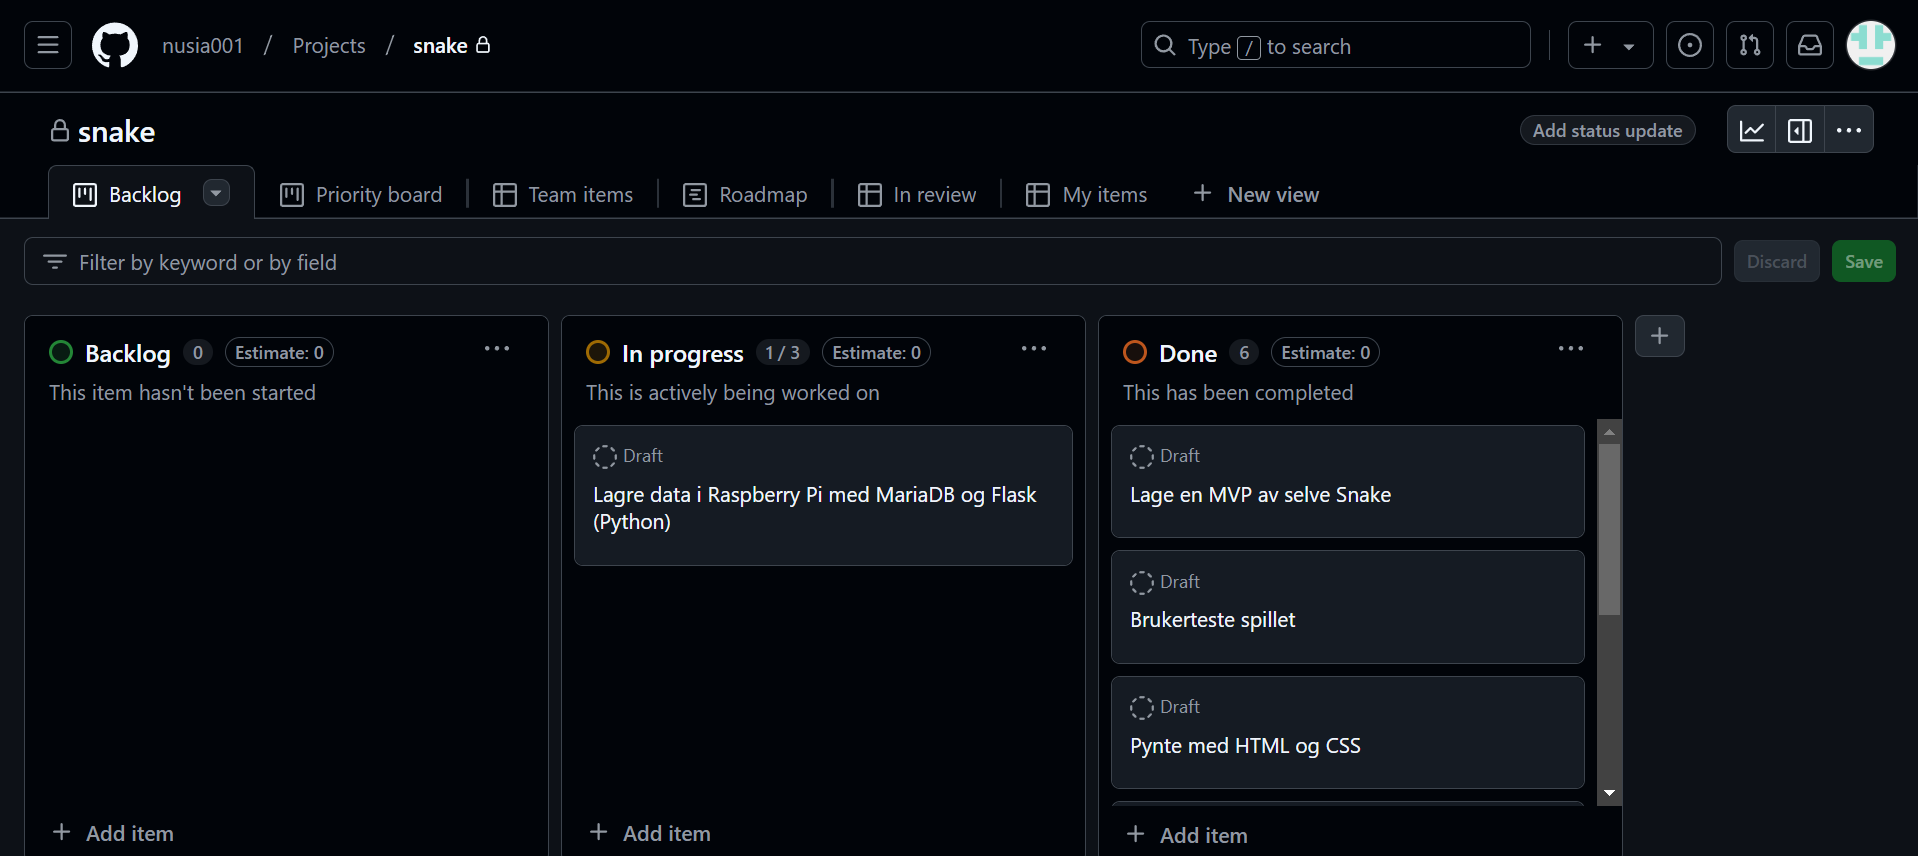 nusia001 / Projects / snake
Type / to search
snake
Add status update
Backlog
Priority board
Team items
Roadmap
In review
My items
New view
Filter by keyword or by field
Discard
Save
Backlog 0 Estimate: 0
This item hasn't been started
Add item
In progress 1 / 3 Estimate: 0
This is actively being worked on
Draft
Lagre data i Raspberry Pi med MariaDB og Flask
(Python)
Add item
Done 6 Estimate: 0
This has been completed
Draft
Lage en MVP av selve Snake
Draft
Brukerteste spillet
Draft
Pynte med HTML og CSS
Add item